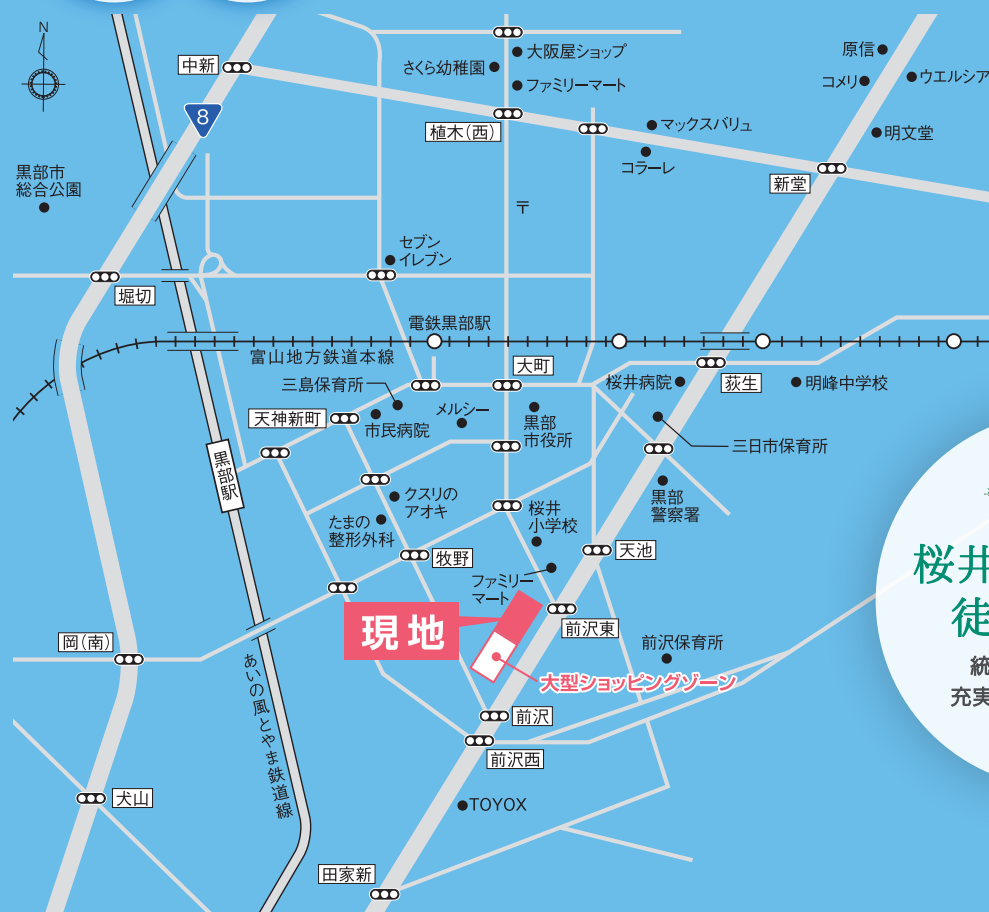 N
中新
8
大阪屋ショップ
さくら幼稚園
ファミリーマート
植木(西)
マックスバリュ
コラーレ
原信
コメリ
ウエルシア
明文堂
新堂
黒部市
総合公園
〒
セブン
イレブン
堀切
電鉄黒部駅
富山地方鉄道本線
大町
三島保育所
桜井病院
荻生
明峰中学校
天神新町
市民病院
メルシー
黒部
市役所
三日市保育所
黒部駅
クスリの
アオキ
たまの
整形外科
桜井
小学校
黒部
警察署
牧野
天池
ファミリー
マート
現地
前沢東
岡(南)
前沢保育所
大型ショッピングゾーン
あいの風とやま鉄道線
前沢
前沢西
犬山
TOYOX
田家新
桜井
徒
統
充実